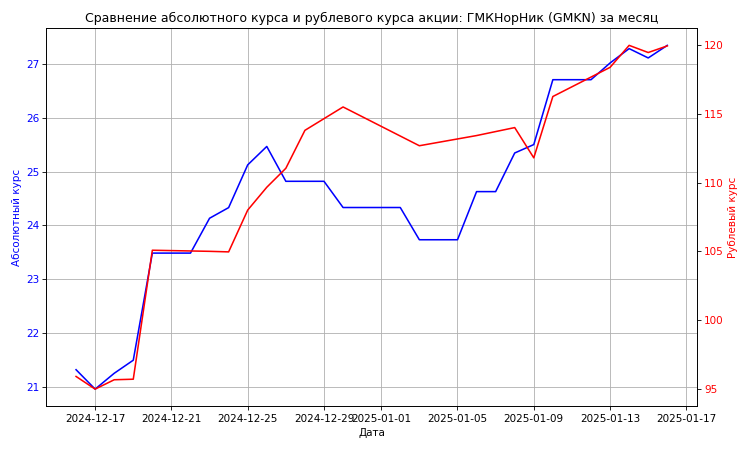 Сравнение абсолютного курса и рублевого курса акции: ГМКНорНик (GMKN) за месяц
27
26
25
24
23
22
21
Абсолютный курс
120
115
110
105
100
95
Рублевый курс
2024-12-17 2024-12-21 2024-12-25 2024-12-29 2025-01-01 2025-01-05 2025-01-09 2025-01-13 2025-01-17
Дата